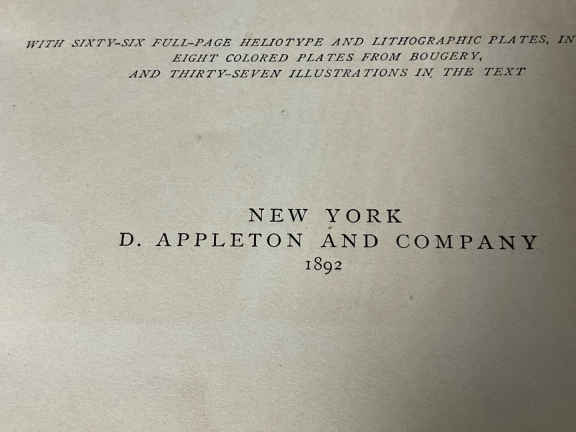 WITH SIXTY-SIX FULL-PAGE HELIOTYPE AND LITHOGRAPHIC PLATES, IN
EIGHT COLORED PLATES FROM BOUGERY,
AND THIRTY-SEVEN ILLUSTRATIONS IN THE TEXT
NEW YORK
D. APPLETON AND COMPANY
1892